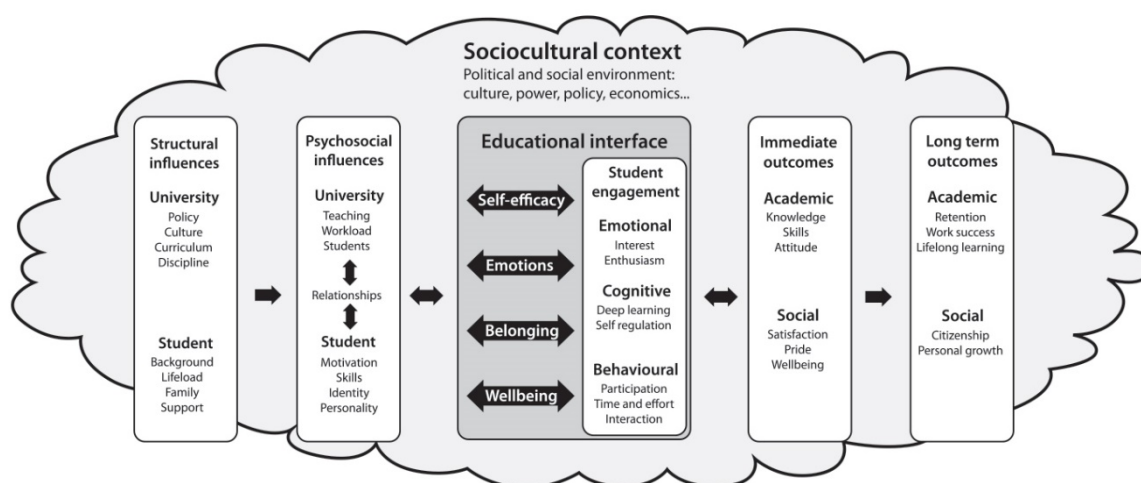 Sociocultural context
Political and social environment:
culture, power, policy, economics...
Structural
influences
University
Policy
Culture
Curriculum
Discipline
Student
Background
Lifeload
Family
Support
Psychosocial
influences
University
Teaching
Workload
Students
Relationships
Student
Motivation
Skills
Identity
Personality
Educational interface
Self-efficacy
Emotions
Belonging
Wellbeing
Student
engagement
Emotional
Interest
Enthusiasm
Cognitive
Deep learning
Self regulation
Behavioural
Participation
Time and effort
Interaction
Immediate
outcomes
Academic
Knowledge
Skills
Attitude
Social
Satisfaction
Pride
Wellbeing
Long term
outcomes
Academic
Retention
Work success
Lifelong learning
Social
Citizenship
Personal growth